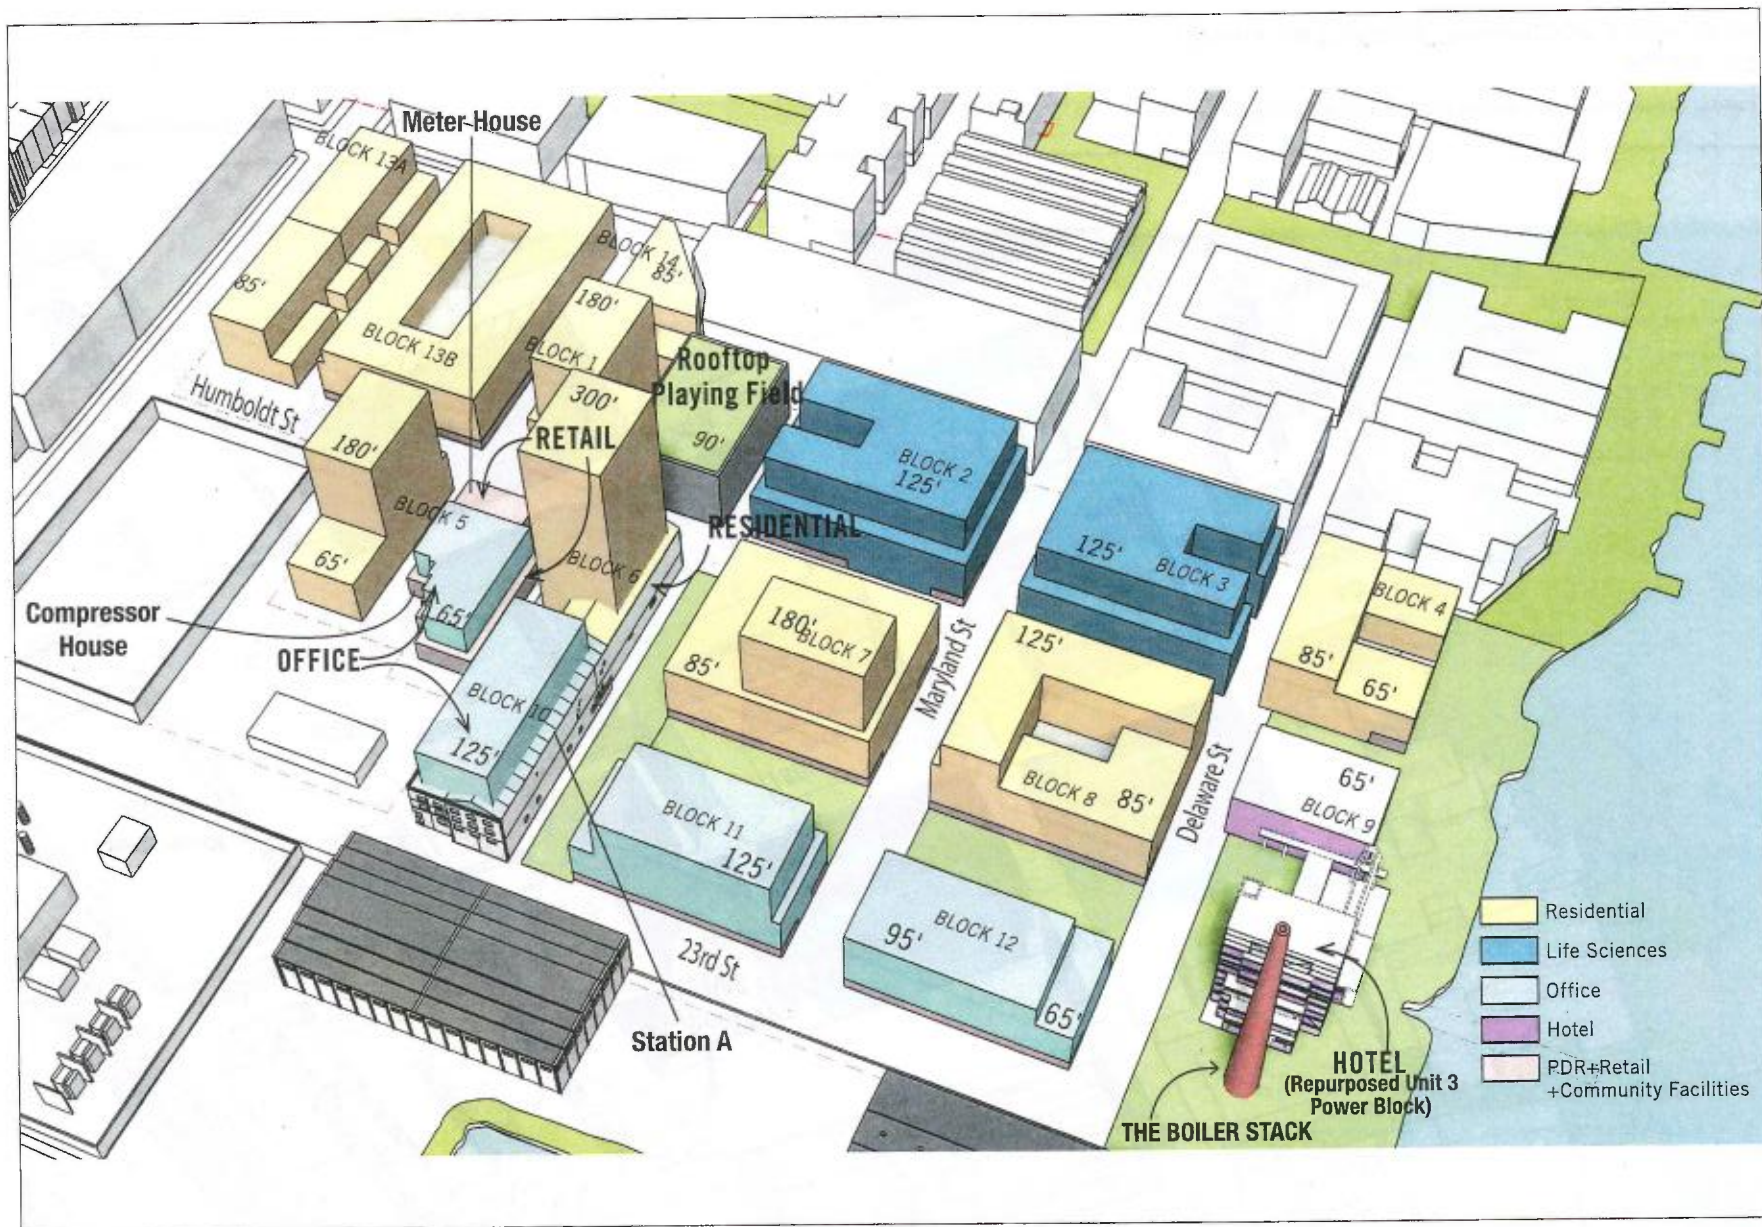 Meter House
BLOCK 13A
85'
BLOCK 13B
BLOCK 14
85'
180'
BLOCK 1
Rooftop
Playing Field
90'
300'
RETAIL
Humboldt St
180'
65'
BLOCK 5
65'
BLOCK 6
RESIDENTIAL
BLOCK 2
125'
125'
BLOCK 3
BLOCK 4
85'
65'
Compressor
House
OFFICE
BLOCK 10
125'
180'
BLOCK 7
85'
Maryland St
125'
BLOCK 8
85'
Delaware St
65'
BLOCK 9
BLOCK 11
125'
BLOCK 12
95'
65'
23rd St
Station A
HOTEL
(Repurposed Unit 3
Power Block)
THE BOILER STACK
Residential
Life Sciences
Office
Hotel
PDR+Retail
+Community Facilities